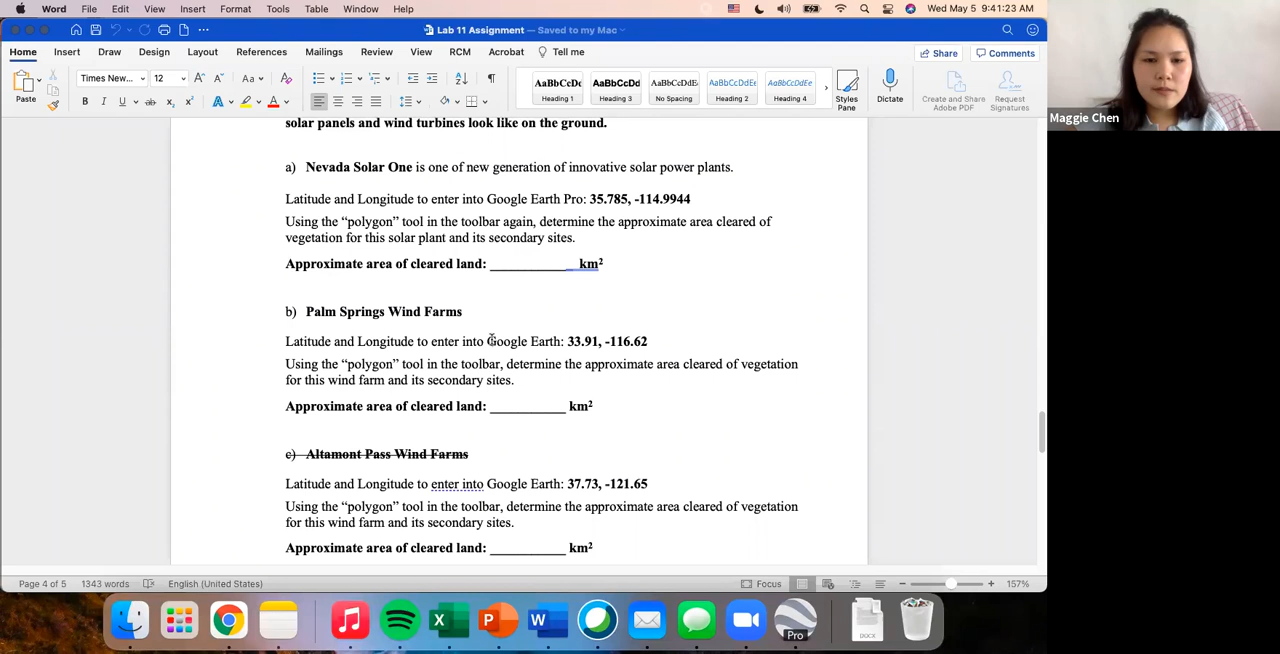 Word File Edit View Insert Format Tools Table Window Help Wed May 5 9:41:23 AM
Lab 11 Assignment — Saved to my Mac
Home Insert Draw Design Layout References Mailings Review View RCM Acrobat Tell me Share Comments
Paste
Times New... 12 Aa
B I U ab x₂ x² A A
AaBbCcDc AaBbCcDd AaBbCcDd AaBbCcDdE AaBbCcDdEe
Heading 1 Heading 3 No Spacing Heading 2 Heading 4
Styles Pane
Dictate
Create and Share Adobe PDF
Request Signatures
Maggie Chen
solar panels and wind turbines look like on the ground.
a) Nevada Solar One is one of new generation of innovative solar power plants.
Latitude and Longitude to enter into Google Earth Pro: 35.785, -114.9944
Using the “polygon” tool in the toolbar again, determine the approximate area cleared of
vegetation for this solar plant and its secondary sites.
Approximate area of cleared land: ____________ km²
b) Palm Springs Wind Farms
Latitude and Longitude to enter into Google Earth: 33.91, -116.62
Using the “polygon” tool in the toolbar, determine the approximate area cleared of vegetation
for this wind farm and its secondary sites.
Approximate area of cleared land: ___________ km²
c) Altamont Pass Wind Farms
Latitude and Longitude to enter into Google Earth: 37.73, -121.65
Using the “polygon” tool in the toolbar, determine the approximate area cleared of vegetation
for this wind farm and its secondary sites.
Approximate area of cleared land: ___________ km²
Page 4 of 5 1343 words English (United States) Focus 157%
X P W Pro DOCX